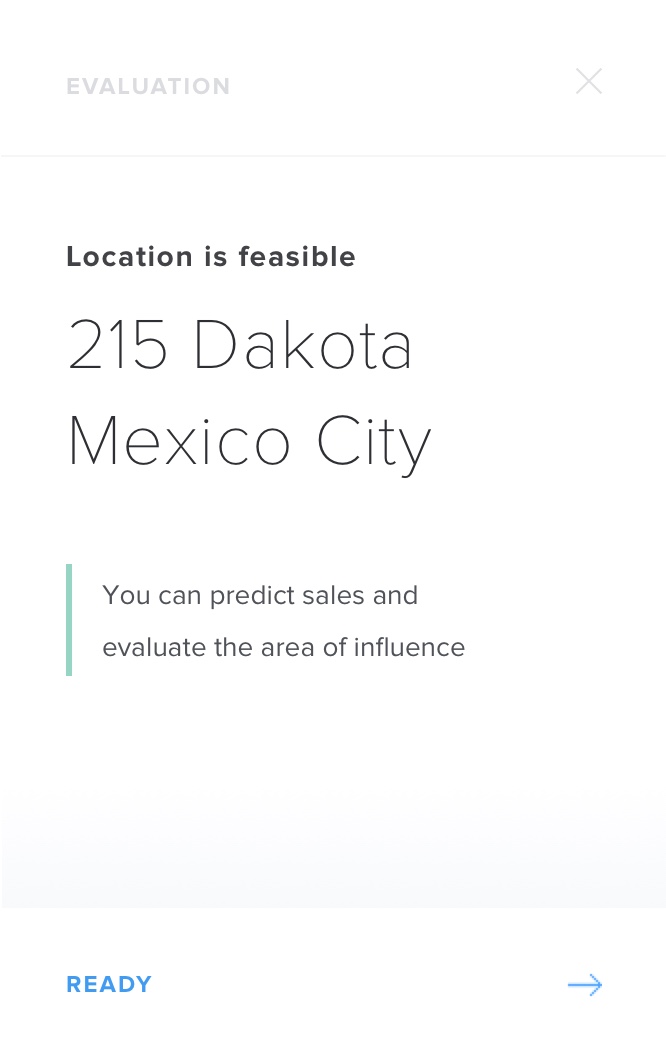 EVALUATION
Location is feasible
215 Dakota
Mexico City
You can predict sales and
evaluate the area of influence
READY